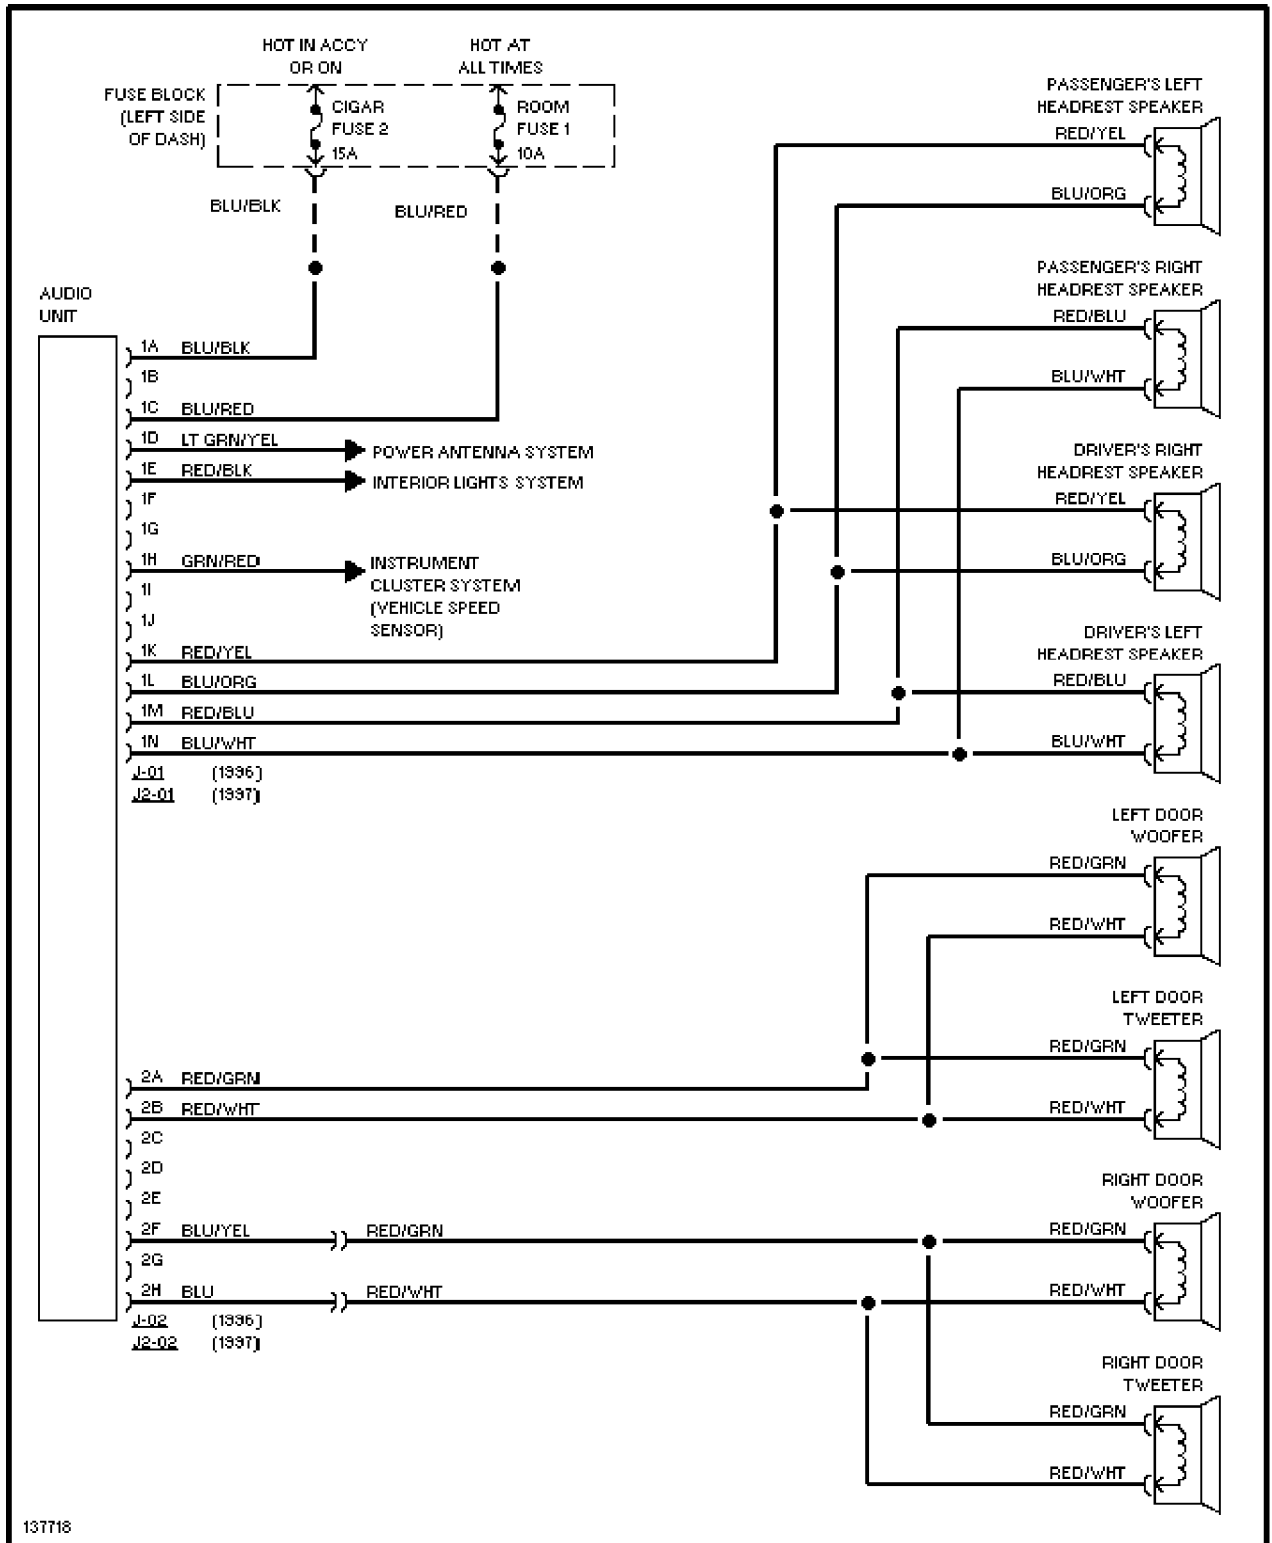 HOT IN ACCY
OR ON
HOT AT
ALL TIMES
FUSE BLOCK
(LEFT SIDE
OF DASH)
CIGAR
FUSE 2
15A
ROOM
FUSE 1
10A
BLU/BLK
BLU/RED
AUDIO
UNIT
1A BLU/BLK
1B
1C BLU/RED
1D LT GRN/YEL
POWER ANTENNA SYSTEM
1E RED/BLK
INTERIOR LIGHTS SYSTEM
1F
1G
1H GRN/RED
INSTRUMENT
CLUSTER SYSTEM
(VEHICLE SPEED
SENSOR)
1I
1J
1K RED/YEL
1L BLU/ORG
1M RED/BLU
1N BLU/WHT
J-01 (1996)
J2-01 (1997)
2A RED/GRN
2B RED/WHT
2C
2D
2E
2F BLU/YEL RED/GRN
2G
2H BLU RED/WHT
J-02 (1996)
J2-02 (1997)
PASSENGER'S LEFT
HEADREST SPEAKER
RED/YEL
BLU/ORG
PASSENGER'S RIGHT
HEADREST SPEAKER
RED/BLU
BLU/WHT
DRIVER'S RIGHT
HEADREST SPEAKER
RED/YEL
BLU/ORG
DRIVER'S LEFT
HEADREST SPEAKER
RED/BLU
BLU/WHT
LEFT DOOR
WOOFER
RED/GRN
RED/WHT
LEFT DOOR
TWEETER
RED/GRN
RED/WHT
RIGHT DOOR
WOOFER
RED/GRN
RED/WHT
RIGHT DOOR
TWEETER
RED/GRN
RED/WHT
137718